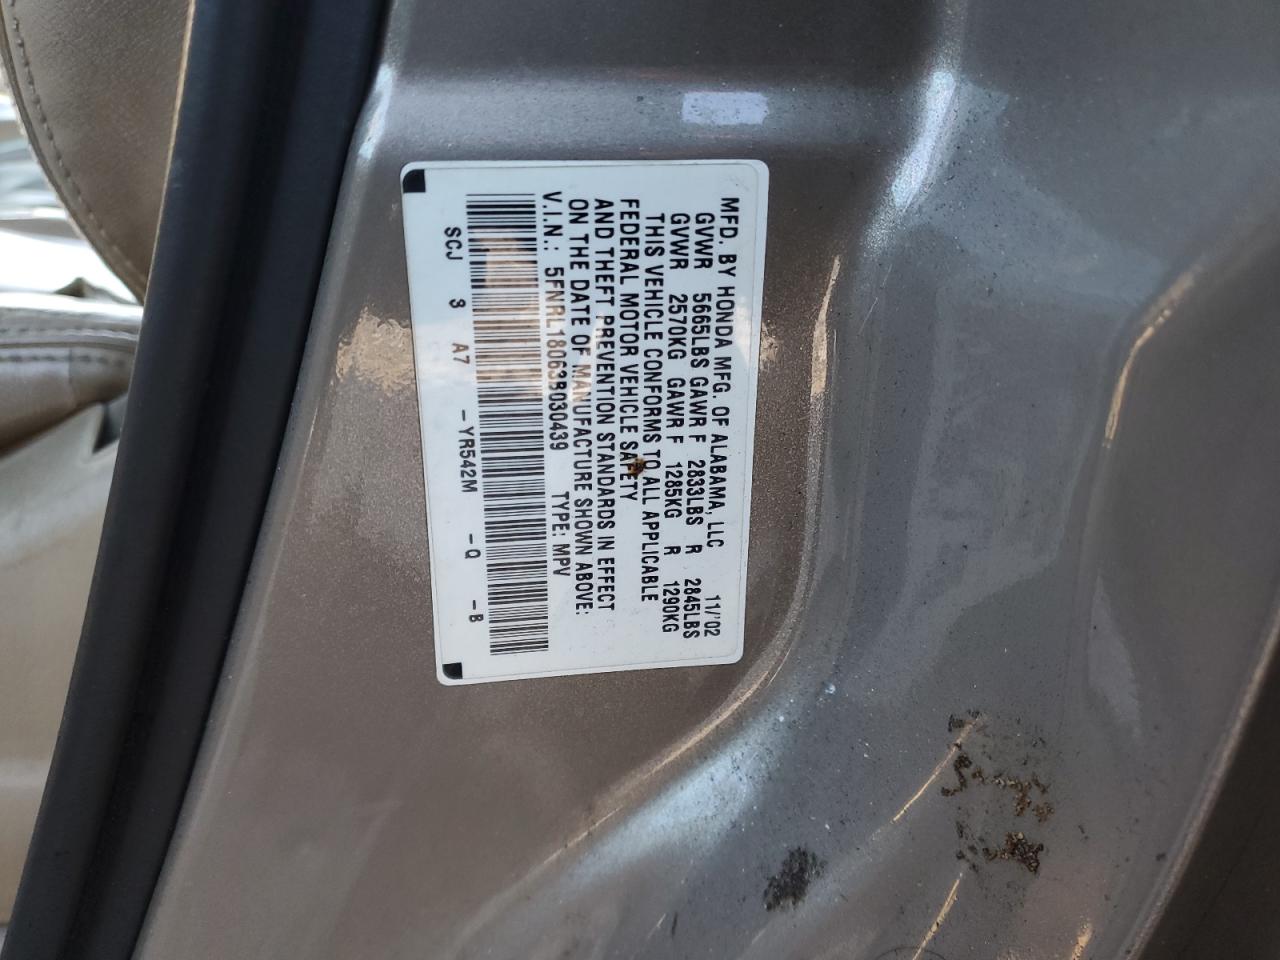 MFD. BY HONDA MFG. OF ALABAMA, LLC 11/'02
GVWR 5665LBS GAWR F 2833LBS R 2845LBS
GVWR 2570KG GAWR F 1285KG R 1290KG
THIS VEHICLE CONFORMS TO ALL APPLICABLE
FEDERAL MOTOR VEHICLE SAFETY
AND THEFT PREVENTION STANDARDS IN EFFECT
ON THE DATE OF MANUFACTURE SHOWN ABOVE:
V.I.N.: 5FNRL18063B030439 TYPE: MPV
SCJ 3 A7 -YR542M -Q -B